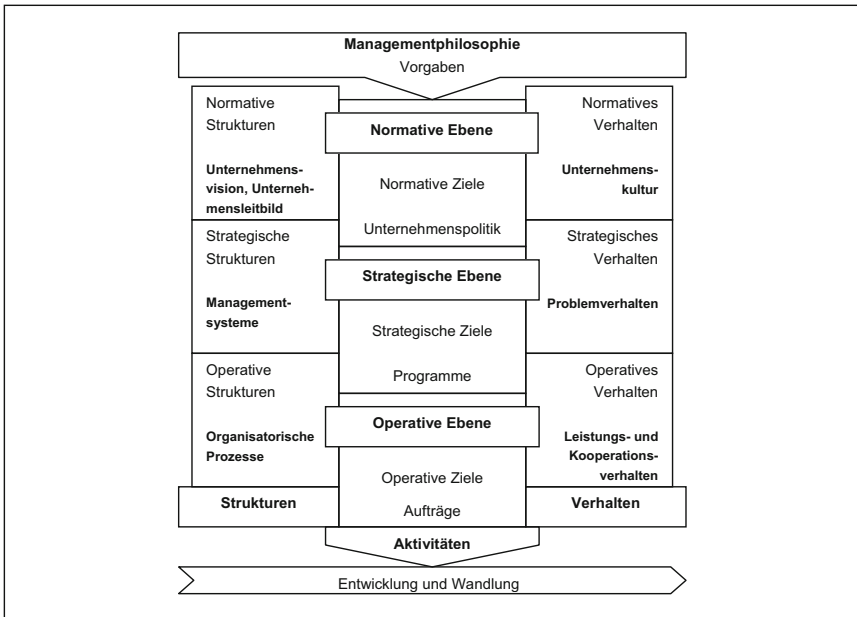 Managementphilosophie
Vorgaben
Normative
Strukturen
Unternehmens-
vision, Unterneh-
mensleitbild
Normative Ebene
Normative Ziele
Unternehmenspolitik
Normatives
Verhalten
Unternehmens-
kultur
Strategische
Strukturen
Management-
systeme
Strategische Ebene
Strategische Ziele
Programme
Strategisches
Verhalten
Problemverhalten
Operative
Strukturen
Organisatorische
Prozesse
Operative Ebene
Operative Ziele
Aufträge
Operatives
Verhalten
Leistungs- und
Kooperations-
verhalten
Strukturen
Aktivitäten
Verhalten
Entwicklung und Wandlung